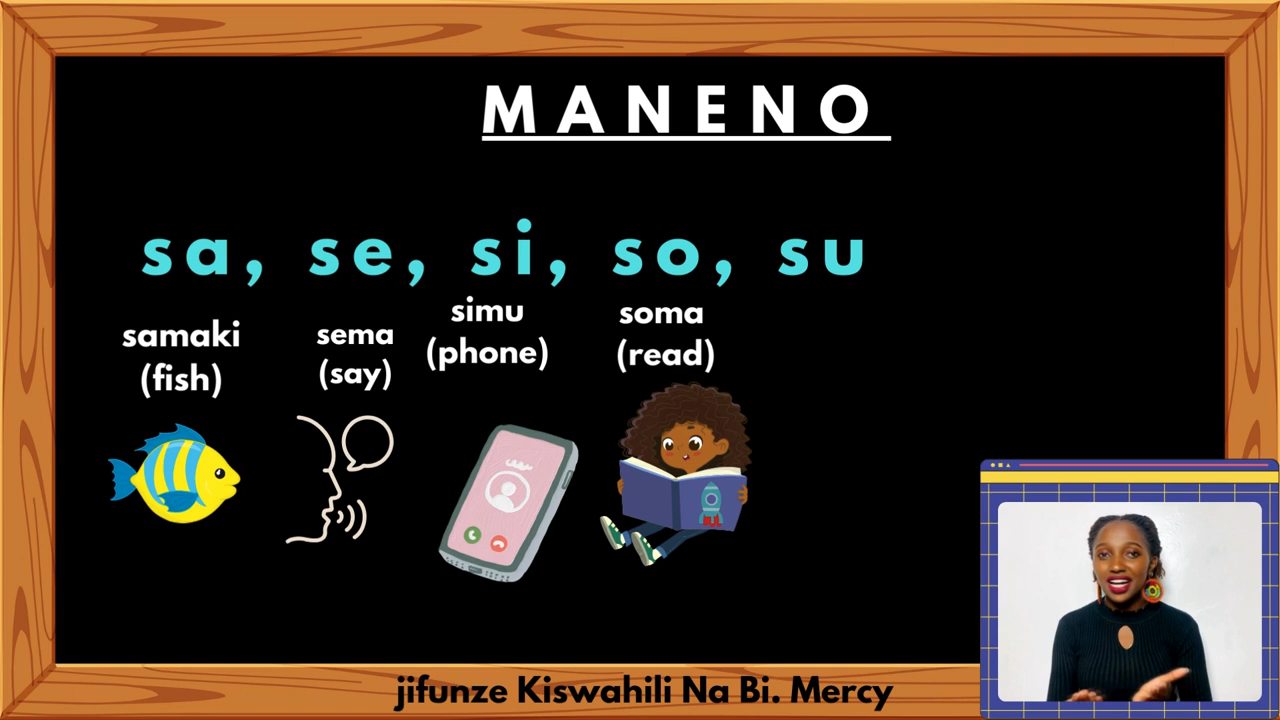 MANENO
sa, se, si, so, su
samaki
(fish)
sema
(say)
simu
(phone)
soma
(read)
jifunze Kiswahili Na Bi. Mercy